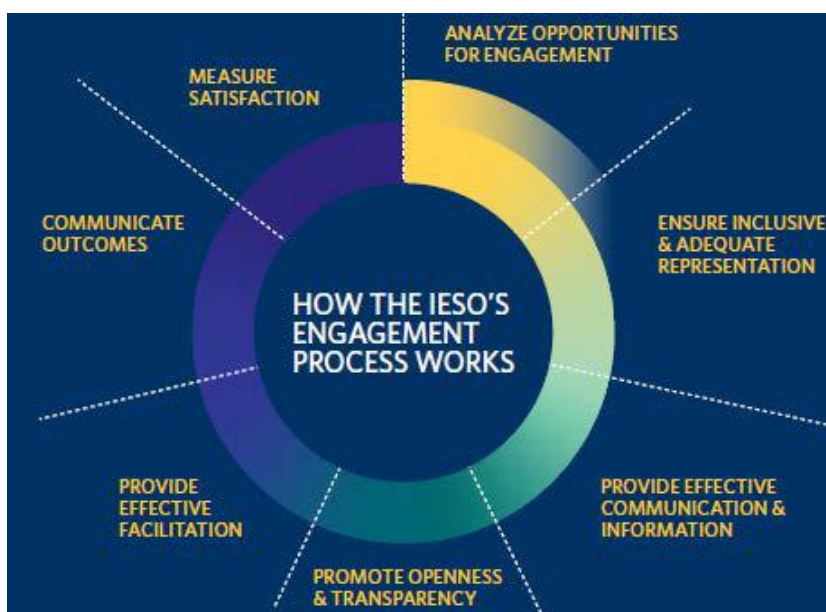 ANALYZE OPPORTUNITIES
FOR ENGAGEMENT
ENSURE INCLUSIVE
& ADEQUATE
REPRESENTATION
PROVIDE EFFECTIVE
COMMUNICATION &
INFORMATION
PROMOTE OPENNESS
& TRANSPARENCY
PROVIDE
EFFECTIVE
FACILITATION
COMMUNICATE
OUTCOMES
MEASURE
SATISFACTION
HOW THE IESO'S
ENGAGEMENT
PROCESS WORKS